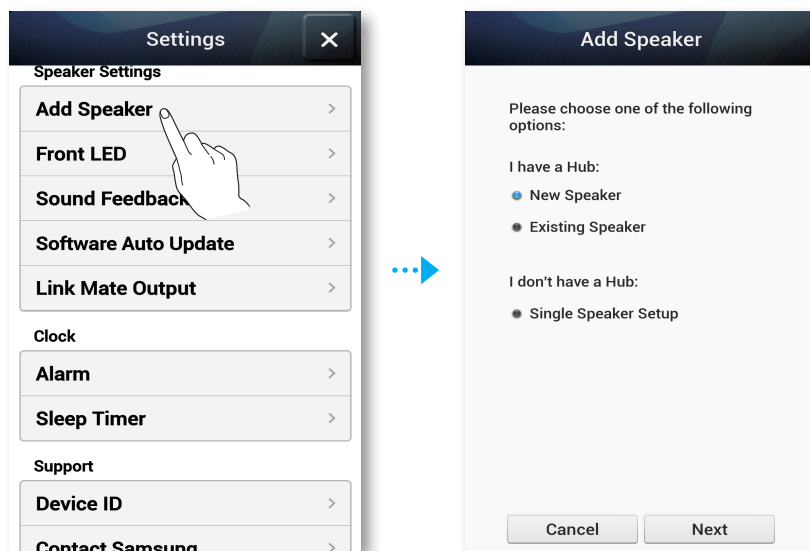 Settings
Speaker Settings
Add Speaker
Front LED
Sound Feedback
Software Auto Update
Link Mate Output
Clock
Alarm
Sleep Timer
Support
Device ID
Contact Samsung
Add Speaker
Please choose one of the following
options:
I have a Hub:
New Speaker
Existing Speaker
I don't have a Hub:
Single Speaker Setup
Cancel
Next